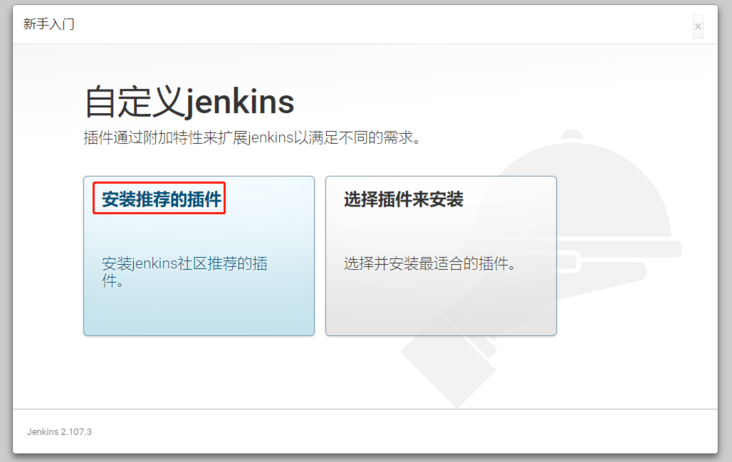 新手入门
×
自定义jenkins
插件通过附加特性来扩展jenkins以满足不同的需求。
安装推荐的插件
安装jenkins社区推荐的插
件。
选择插件来安装
选择并安装最适合的插件。
Jenkins 2.107.3